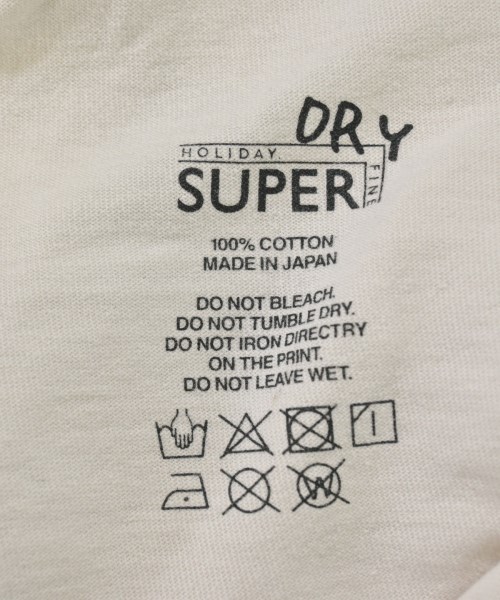 DRY
HOLIDAY.
SUPER
FINE
100% COTTON
MADE IN JAPAN
DO NOT BLEACH.
DO NOT TUMBLE DRY.
DO NOT IRON DIRECTRY
ON THE PRINT.
DO NOT LEAVE WET.
W